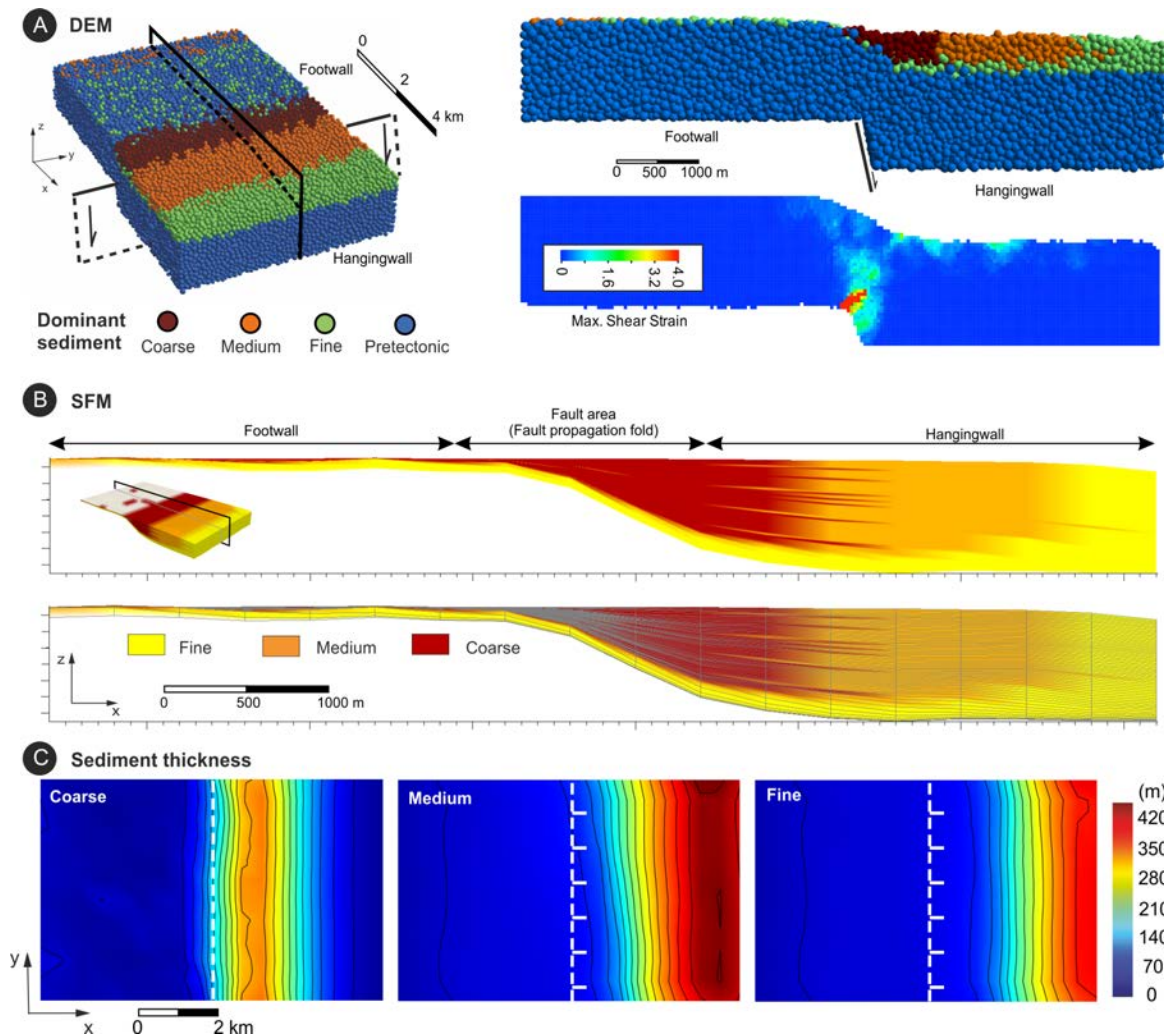 A DEM
0
2
4 km
Footwall
z
y
x
Hangingwall
Dominant
sediment
Coarse
Medium
Fine
Pretectonic
Footwall
0 500 1000 m
Hangingwall
0
1.6
3.2
4.0
Max. Shear Strain
B SFM
Footwall
Fault area
(Fault propagation fold)
Hangingwall
Fine
Medium
Coarse
z
x
0 500 1000 m
C Sediment thickness
Coarse
Medium
Fine
(m)
420
350
280
210
140
70
0
y
x
0 2 km